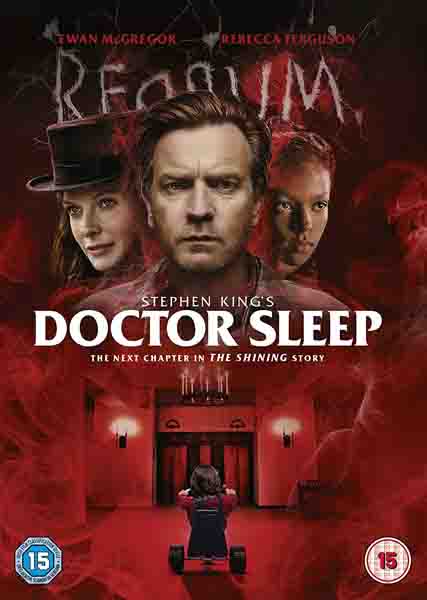 EWAN McGREGOR REBECCA FERGUSON
REDRUM
STEPHEN KING'S
DOCTOR SLEEP
THE NEXT CHAPTER IN THE SHINING STORY
15 15